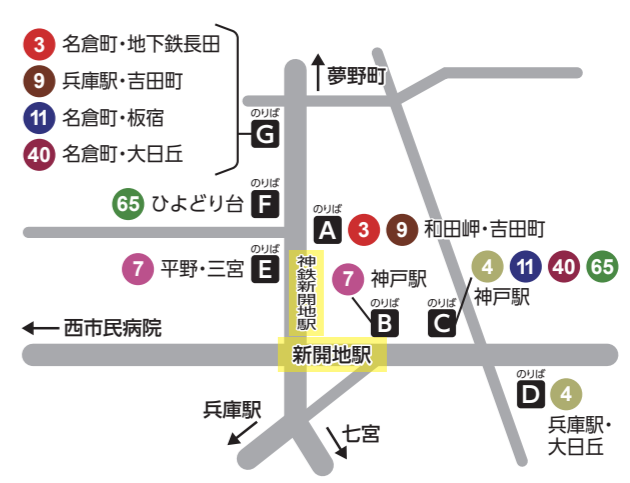 3 名倉町・地下鉄長田
9 兵庫駅・吉田町
11 名倉町・板宿
40 名倉町・大日丘
夢野町
のりば
G
のりば
65 ひよどり台 F
のりば
A 3 9 和田岬・吉田町
のりば
7 平野・三宮 E
神鉄新開地駅
7 神戸駅
4 11 40 65
神戸駅
のりば
B
のりば
C
西市民病院
新開地駅
のりば
D 4
兵庫駅・
大日丘
兵庫駅
七宮